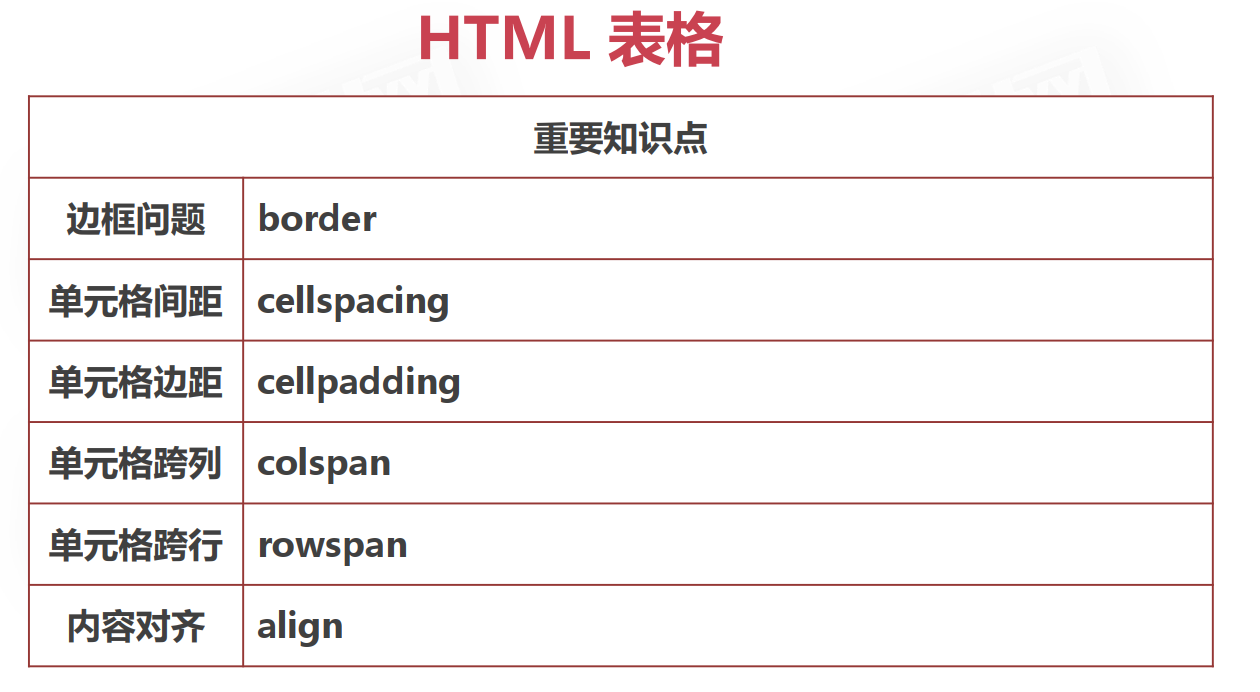 HTML 表格
重要知识点
边框问题 border
单元格间距 cellspacing
单元格边距 cellpadding
单元格跨列 colspan
单元格跨行 rowspan
内容对齐 align